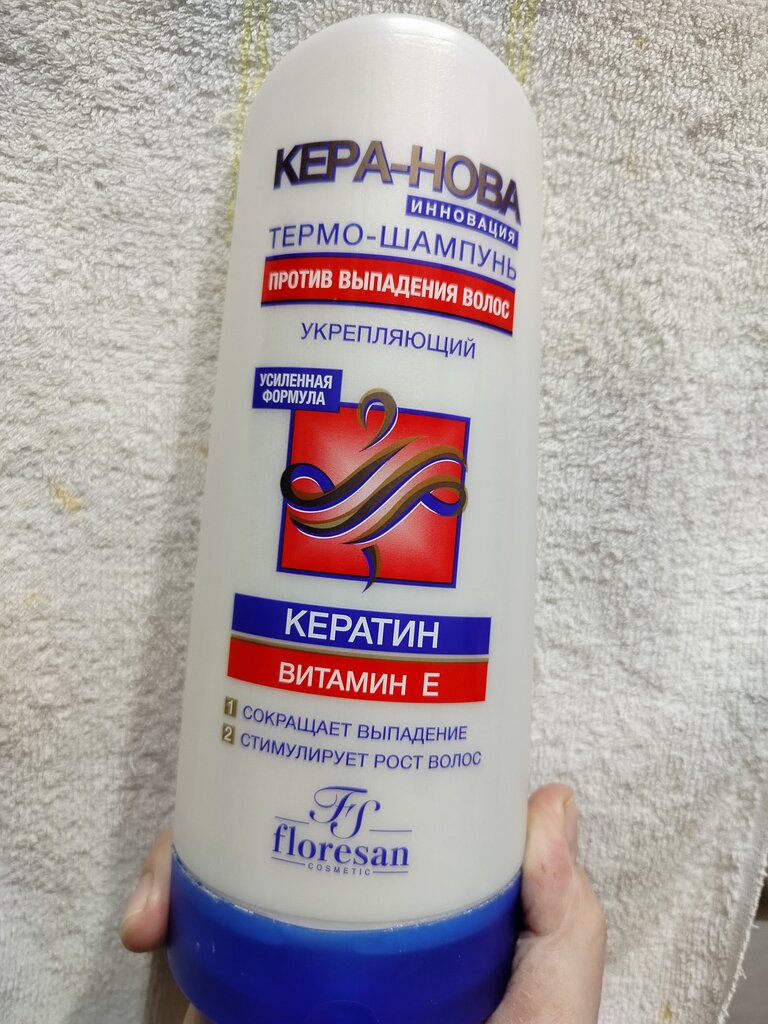 КЕРА-НОВА
ИННОВАЦИЯ
ТЕРМО-ШАМПУНЬ
ПРОТИВ ВЫПАДЕНИЯ ВОЛОС
УКРЕПЛЯЮЩИЙ
УСИЛЕННАЯ
ФОРМУЛА
КЕРАТИН
ВИТАМИН Е
1 СОКРАЩАЕТ ВЫПАДЕНИЕ
2 СТИМУЛИРУЕТ РОСТ ВОЛОС
FS
floresan
COSMETIC